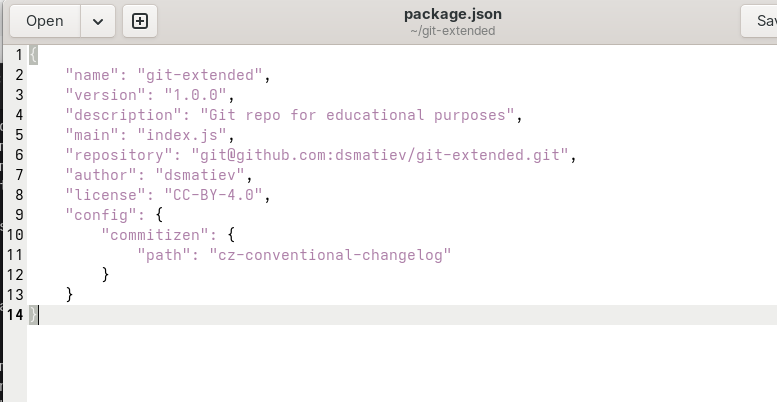 Open
package.json
~/git-extended
1 {
2     "name": "git-extended",
3     "version": "1.0.0",
4     "description": "Git repo for educational purposes",
5     "main": "index.js",
6     "repository": "git@github.com:dsmatiev/git-extended.git",
7     "author": "dsmatiev",
8     "license": "CC-BY-4.0",
9     "config": {
10         "commitizen": {
11             "path": "cz-conventional-changelog"
12         }
13     }
14 }